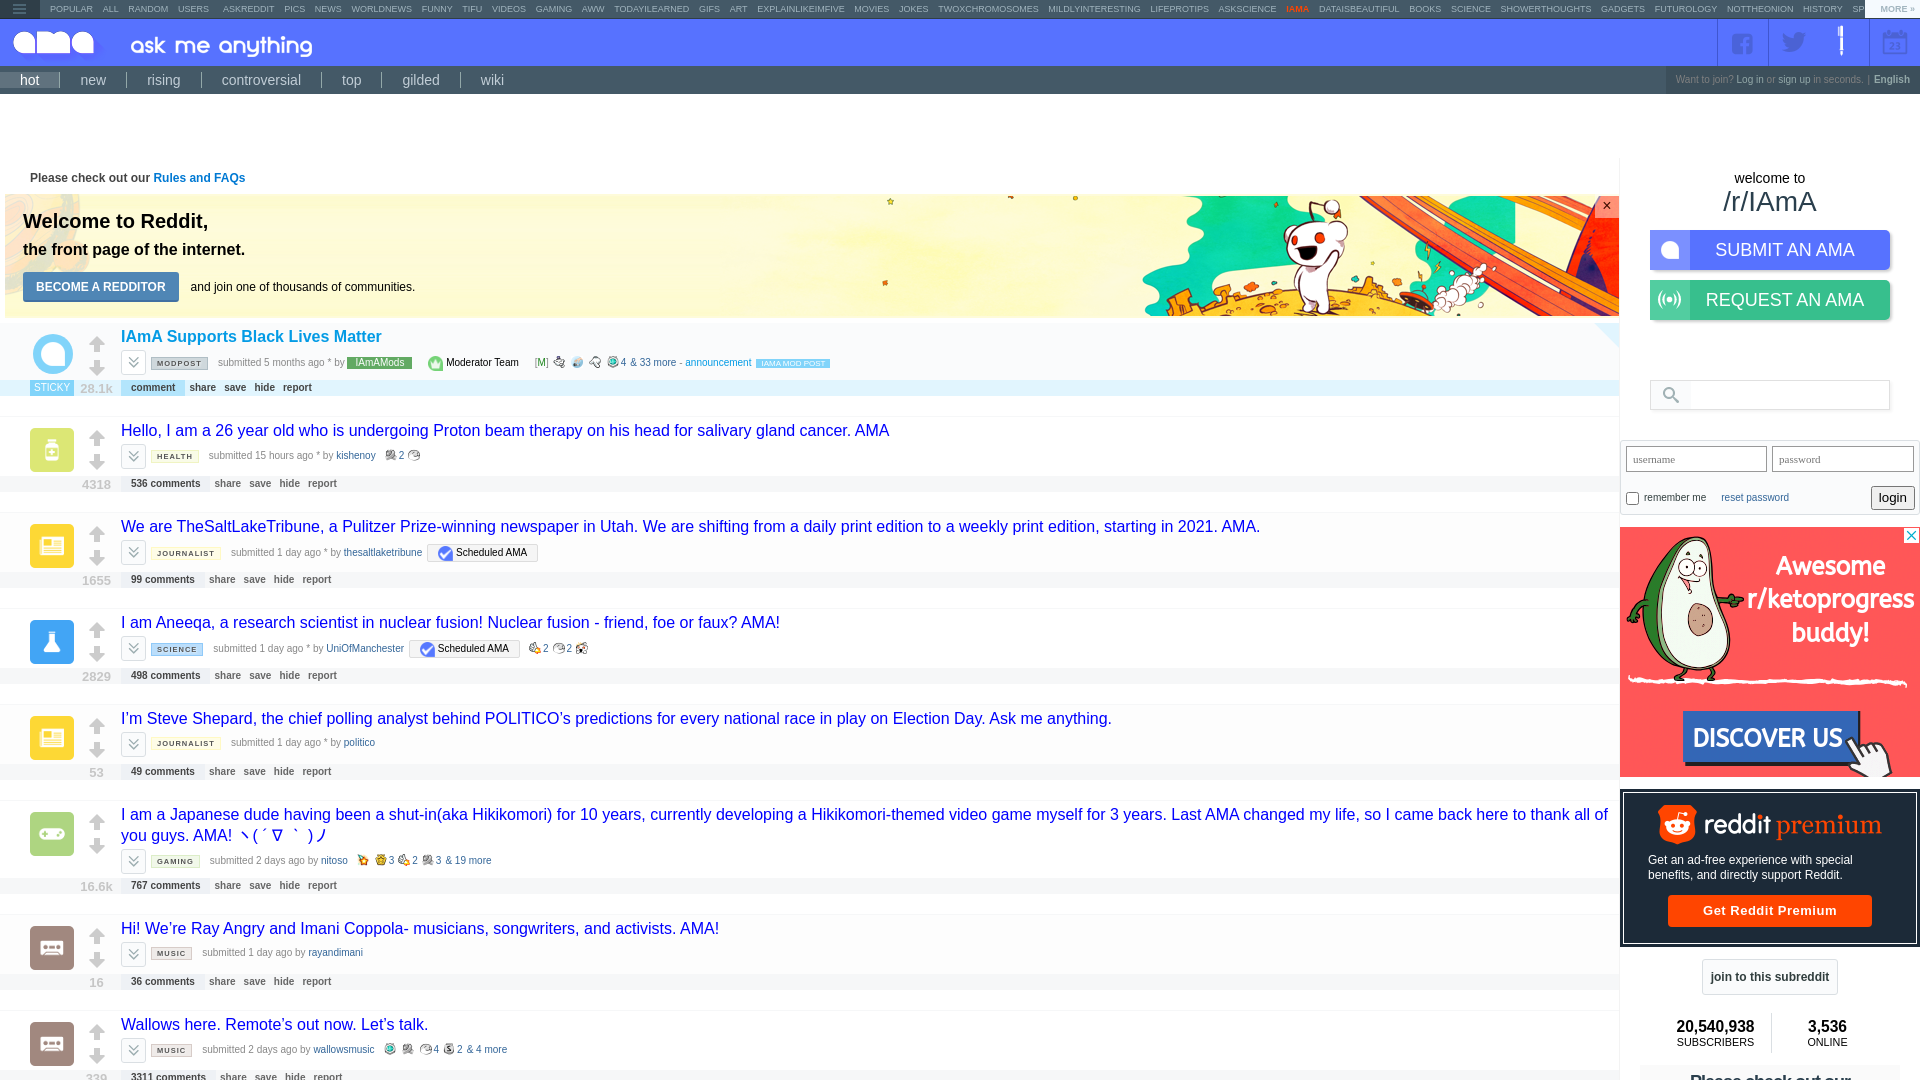 POPULAR ALL RANDOM USERS ASKREDDIT PICS NEWS WORLDNEWS FUNNY TIFU VIDEOS GAMING AWW TODAYILEARNED GIFS ART EXPLAINLIKEIMFIVE MOVIES JOKES TWOXCHROMOSOMES MILDLYINTERESTING LIFEPROTIPS ASKSCIENCE IAMA DATAISBEAUTIFUL BOOKS SCIENCE SHOWERTHOUGHTS GADGETS FUTUROLOGY NOTTHEONION HISTORY SP MORE »
ama ask me anything
23
hot new rising controversial top gilded wiki
Want to join? Log in or sign up in seconds. | English
Please check out our Rules and FAQs
Welcome to Reddit,
the front page of the internet.
BECOME A REDDITOR and join one of thousands of communities.
×
IAmA Supports Black Lives Matter
MODPOST submitted 5 months ago * by IAmAMods Moderator Team [M] 4 & 33 more - announcement IAMA MOD POST
STICKY 28.1k comment share save hide report
Hello, I am a 26 year old who is undergoing Proton beam therapy on his head for salivary gland cancer. AMA
HEALTH submitted 15 hours ago * by kishenoy 2
4318 536 comments share save hide report
We are TheSaltLakeTribune, a Pulitzer Prize-winning newspaper in Utah. We are shifting from a daily print edition to a weekly print edition, starting in 2021. AMA.
JOURNALIST submitted 1 day ago * by thesaltlaketribune Scheduled AMA
1655 99 comments share save hide report
I am Aneeqa, a research scientist in nuclear fusion! Nuclear fusion - friend, foe or faux? AMA!
SCIENCE submitted 1 day ago * by UniOfManchester Scheduled AMA 2 2
2829 498 comments share save hide report
I’m Steve Shepard, the chief polling analyst behind POLITICO’s predictions for every national race in play on Election Day. Ask me anything.
JOURNALIST submitted 1 day ago * by politico
53 49 comments share save hide report
I am a Japanese dude having been a shut-in(aka Hikikomori) for 10 years, currently developing a Hikikomori-themed video game myself for 3 years. Last AMA changed my life, so I came back here to thank all of
you guys. AMA! ヽ( ´ ∇ ｀ )ノ
GAMING submitted 2 days ago by nitoso 3 2 3 & 19 more
16.6k 767 comments share save hide report
Hi! We’re Ray Angry and Imani Coppola- musicians, songwriters, and activists. AMA!
MUSIC submitted 1 day ago by rayandimani
16 36 comments share save hide report
Wallows here. Remote’s out now. Let’s talk.
MUSIC submitted 2 days ago by wallowsmusic 4 2 & 4 more
339 3311 comments share save hide report
welcome to
/r/IAmA
SUBMIT AN AMA
REQUEST AN AMA
username password
remember me reset password login
Awesome
r/ketoprogress
buddy!
DISCOVER US
reddit premium
Get an ad-free experience with special
benefits, and directly support Reddit.
Get Reddit Premium
join to this subreddit
20,540,938 3,536
SUBSCRIBERS ONLINE
Please check out our